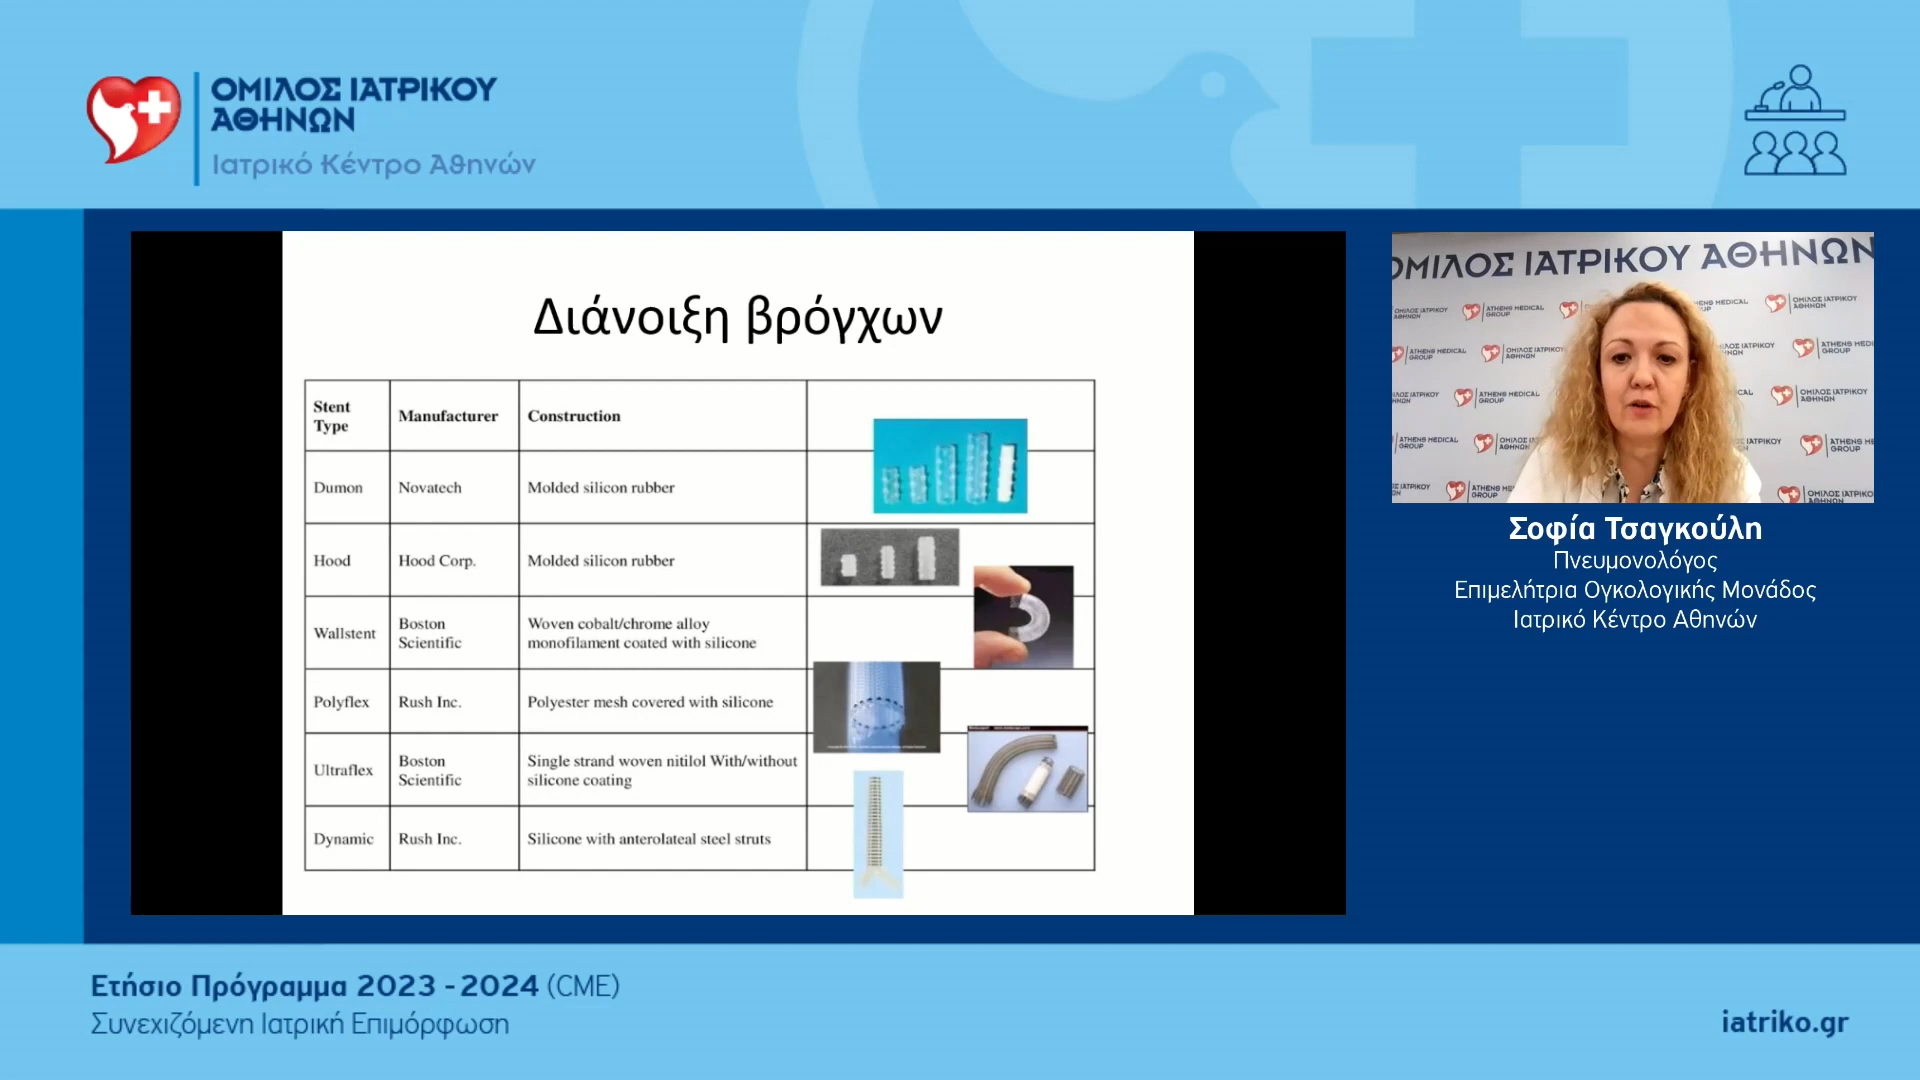 ΟΜΙΛΟΣ ΙΑΤΡΙΚΟΥ
ΑΘΗΝΩΝ
Ιατρικό Κέντρο Αθηνών
Διάνοιξη βρόγχων
Stent Type
Manufacturer
Construction
Dumon
Novatech
Molded silicon rubber
Hood
Hood Corp.
Molded silicon rubber
Wallstent
Boston Scientific
Woven cobalt/chrome alloy
monofilament coated with silicone
Polyflex
Rush Inc.
Polyester mesh covered with silicone
Ultraflex
Boston Scientific
Single strand woven nitilol With/without
silicone coating
Dynamic
Rush Inc.
Silicone with anterolateal steel struts
ΟΜΙΛΟΣ ΙΑΤΡΙΚΟΥ ΑΘΗΝΩΝ
ATHENS MEDICAL
GROUP
Σοφία Τσαγκούλη
Πνευμονολόγος
Επιμελήτρια Ογκολογικής Μονάδος
Ιατρικό Κέντρο Αθηνών
Ετήσιο Πρόγραμμα 2023 - 2024 (CME)
Συνεχιζόμενη Ιατρική Επιμόρφωση
iatriko.gr